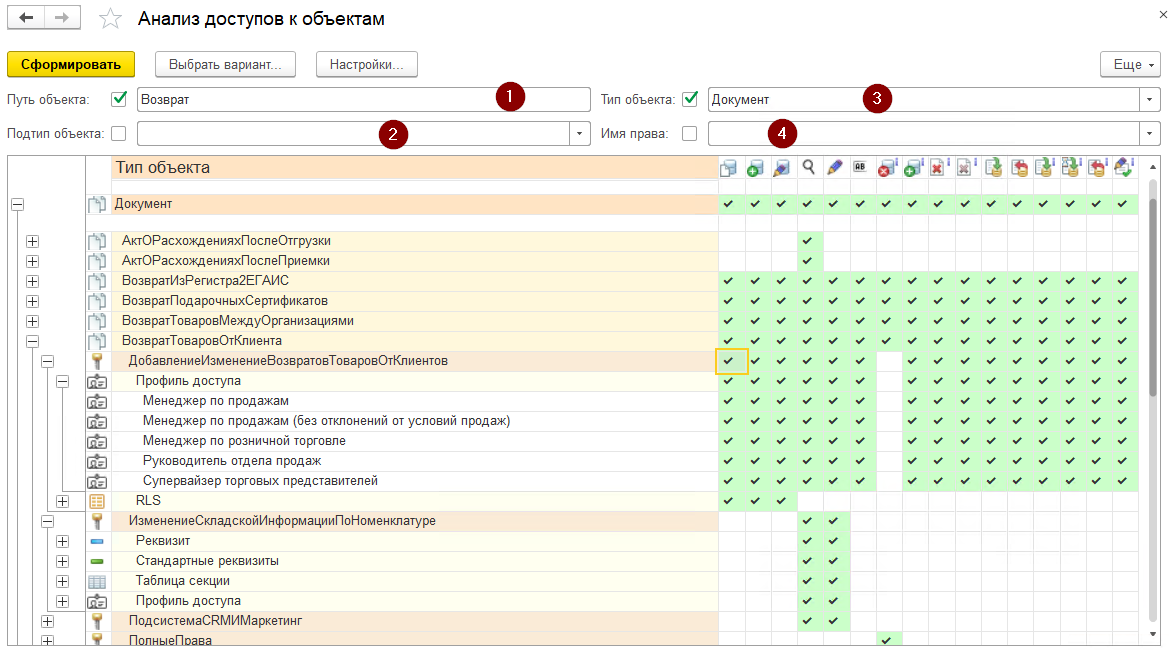 Анализ доступов к объектам
Сформировать Выбрать вариант... Настройки... Еще
Путь объекта: Возврат 1 Тип объекта: Документ 3
Подтип объекта: 2 Имя права: 4
Тип объекта AB
Документ
АктОРасхожденияхПослеОтгрузки
АктОРасхожденияхПослеПриемки
ВозвратИзРегистра2ЕГАИС
ВозвратПодарочныхСертификатов
ВозвратТоваровМеждуОрганизациями
ВозвратТоваровОтКлиента
ДобавлениеИзменениеВозвратовТоваровОтКлиентов
Профиль доступа
Менеджер по продажам
Менеджер по продажам (без отклонений от условий продаж)
Менеджер по розничной торговле
Руководитель отдела продаж
Супервайзер торговых представителей
RLS
ИзменениеСкладскойИнформацииПоНоменклатуре
Реквизит
Стандартные реквизиты
Таблица секции
Профиль доступа
ПодсистемаCRMИМаркетинг
ПолныеПрава